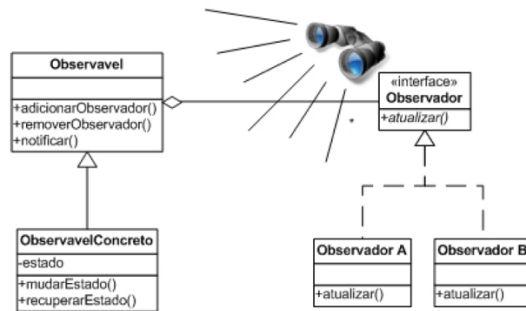 Observavel
+adicionarObservador()
+removerObservador()
+notificar()
«interface»
Observador
+atualizar()
*
ObservavelConcreto
-estado
+mudarEstado()
+recuperarEstado()
Observador A
+atualizar()
Observador B
+atualizar()